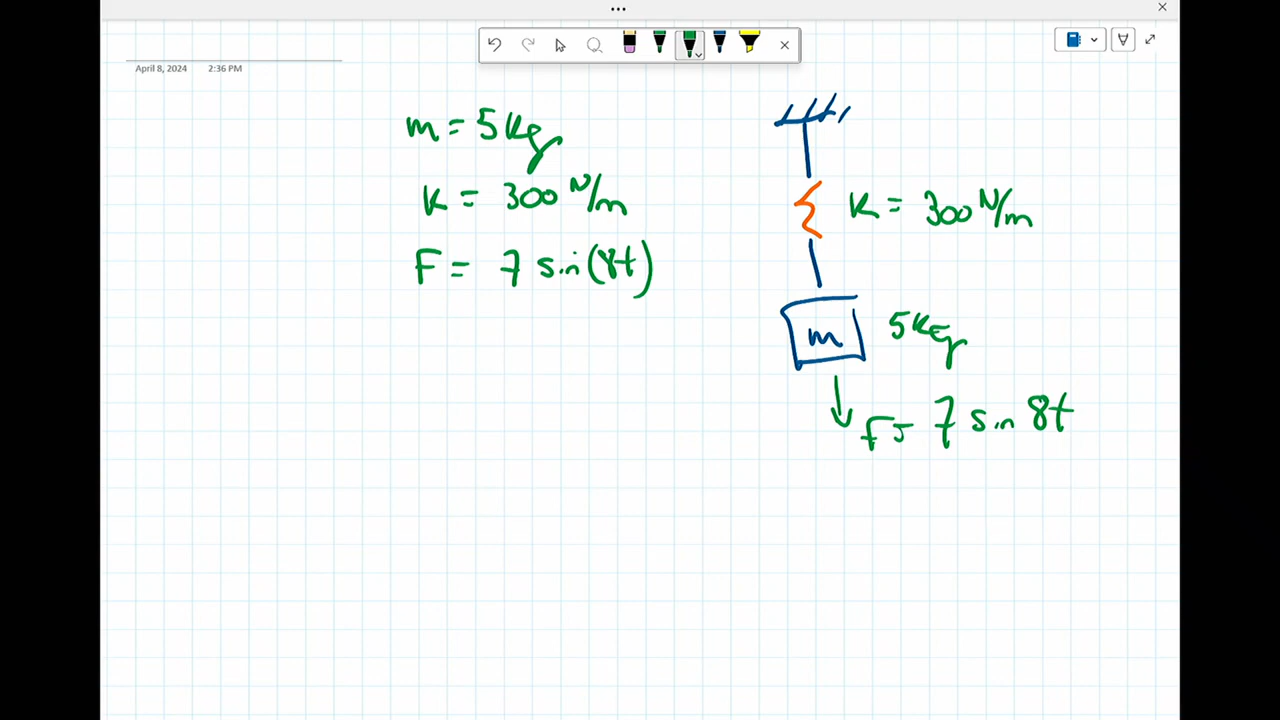 April 8, 2024 2:36 PM
m = 5 kg
K = 300 N/m
F = 7 sin(8t)
K = 300 N/m
m
5 kg
F = 7 sin 8t